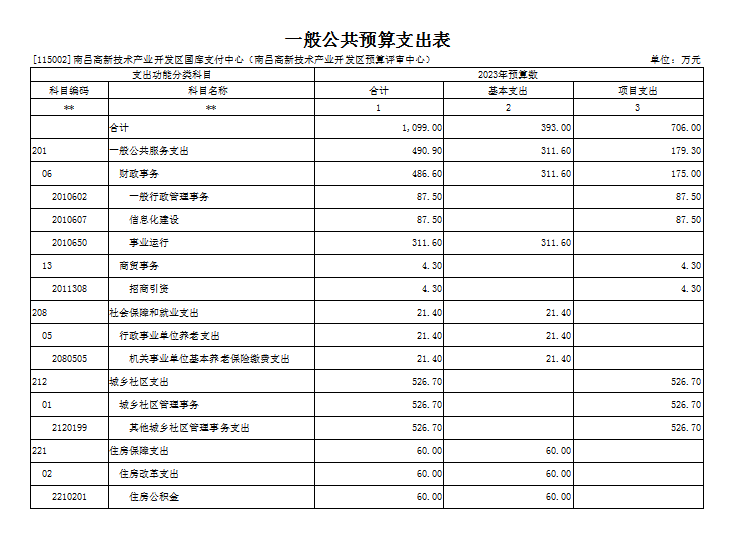 一般公共预算支出表
[115002]南昌高新技术产业开发区国库支付中心（南昌高新技术产业开发区预算评审中心） 单位：万元
支出功能分类科目 2023年预算数
科目编码 科目名称 合计 基本支出 项目支出
** ** 1 2 3
合计 1,099.00 393.00 706.00
201 一般公共服务支出 490.90 311.60 179.30
06 财政事务 486.60 311.60 175.00
2010602 一般行政管理事务 87.50 87.50
2010607 信息化建设 87.50 87.50
2010650 事业运行 311.60 311.60
13 商贸事务 4.30 4.30
2011308 招商引资 4.30 4.30
208 社会保障和就业支出 21.40 21.40
05 行政事业单位养老支出 21.40 21.40
2080505 机关事业单位基本养老保险缴费支出 21.40 21.40
212 城乡社区支出 526.70 526.70
01 城乡社区管理事务 526.70 526.70
2120199 其他城乡社区管理事务支出 526.70 526.70
221 住房保障支出 60.00 60.00
02 住房改革支出 60.00 60.00
2210201 住房公积金 60.00 60.00